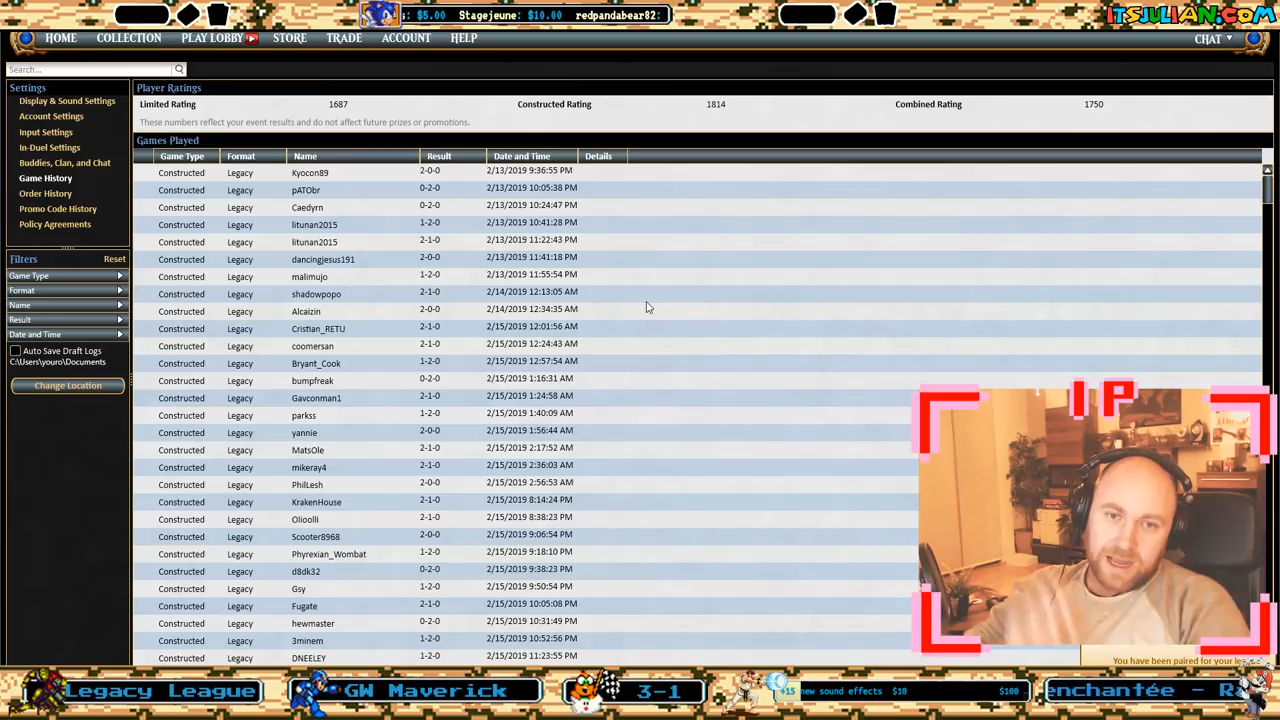 : $5.00 Stagejeune: $10.00 redpandabear82:
ITSJULIAN.COM
HOME COLLECTION PLAY LOBBY STORE TRADE ACCOUNT HELP CHAT
Search...
Settings
Display & Sound Settings
Account Settings
Input Settings
In-Duel Settings
Buddies, Clan, and Chat
Game History
Order History
Promo Code History
Policy Agreements
Filters Reset
Game Type
Format
Name
Result
Date and Time
Auto Save Draft Logs
C:\Users\youro\Documents
Change Location
Player Ratings
Limited Rating 1687 Constructed Rating 1814 Combined Rating 1750
These numbers reflect your event results and do not affect future prizes or promotions.
Games Played
Game Type Format Name Result Date and Time Details
Constructed Legacy Kyocon89 2-0-0 2/13/2019 9:36:55 PM
Constructed Legacy pATObr 0-2-0 2/13/2019 10:05:38 PM
Constructed Legacy Caedyrn 0-2-0 2/13/2019 10:24:47 PM
Constructed Legacy litunan2015 1-2-0 2/13/2019 10:41:28 PM
Constructed Legacy litunan2015 2-1-0 2/13/2019 11:22:43 PM
Constructed Legacy dancingjesus191 2-0-0 2/13/2019 11:41:18 PM
Constructed Legacy malimujo 1-2-0 2/13/2019 11:55:54 PM
Constructed Legacy shadowpopo 2-1-0 2/14/2019 12:13:05 AM
Constructed Legacy Alcaizin 2-0-0 2/14/2019 12:34:35 AM
Constructed Legacy Cristian_RETU 2-1-0 2/15/2019 12:01:56 AM
Constructed Legacy coomersan 2-1-0 2/15/2019 12:24:43 AM
Constructed Legacy Bryant_Cook 1-2-0 2/15/2019 12:57:54 AM
Constructed Legacy bumpfreak 0-2-0 2/15/2019 1:16:31 AM
Constructed Legacy Gavconman1 2-1-0 2/15/2019 1:24:58 AM
Constructed Legacy parkss 1-2-0 2/15/2019 1:40:09 AM
Constructed Legacy yannie 2-0-0 2/15/2019 1:56:44 AM
Constructed Legacy MatsOle 2-1-0 2/15/2019 2:17:52 AM
Constructed Legacy mikeray4 2-1-0 2/15/2019 2:36:03 AM
Constructed Legacy PhilLesh 2-0-0 2/15/2019 2:56:53 AM
Constructed Legacy KrakenHouse 2-1-0 2/15/2019 8:14:24 PM
Constructed Legacy Olioolli 2-1-0 2/15/2019 8:38:23 PM
Constructed Legacy Scooter8968 2-0-0 2/15/2019 9:06:54 PM
Constructed Legacy Phyrexian_Wombat 1-2-0 2/15/2019 9:18:10 PM
Constructed Legacy d8dk32 0-2-0 2/15/2019 9:38:23 PM
Constructed Legacy Gsy 1-2-0 2/15/2019 9:50:54 PM
Constructed Legacy Fugate 2-1-0 2/15/2019 10:05:08 PM
Constructed Legacy hewmaster 0-2-0 2/15/2019 10:31:49 PM
Constructed Legacy 3minem 1-2-0 2/15/2019 10:52:56 PM
Constructed Legacy DNEELEY 1-2-0 2/15/2019 11:23:55 PM
1P
You have been paired for your
Legacy League GW Maverick 3-1 +15 new sound effects $10 $100 enchantée - R